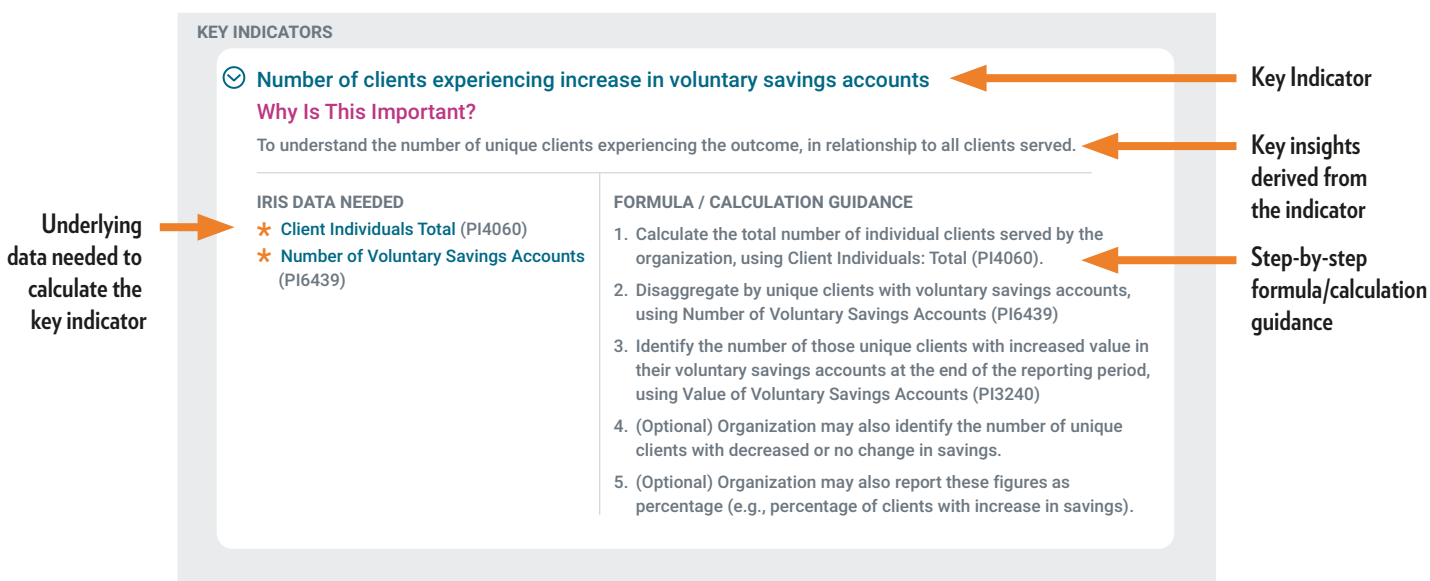 KEY INDICATORS
Number of clients experiencing increase in voluntary savings accounts
Why Is This Important?
To understand the number of unique clients experiencing the outcome, in relationship to all clients served.
IRIS DATA NEEDED
* Client Individuals Total (PI4060)
* Number of Voluntary Savings Accounts
(PI6439)
FORMULA / CALCULATION GUIDANCE
1. Calculate the total number of individual clients served by the
organization, using Client Individuals: Total (PI4060).
2. Disaggregate by unique clients with voluntary savings accounts,
using Number of Voluntary Savings Accounts (PI6439)
3. Identify the number of those unique clients with increased value in
their voluntary savings accounts at the end of the reporting period,
using Value of Voluntary Savings Accounts (PI3240)
4. (Optional) Organization may also identify the number of unique
clients with decreased or no change in savings.
5. (Optional) Organization may also report these figures as
percentage (e.g., percentage of clients with increase in savings).
Underlying
data needed to
calculate the
key indicator
Key Indicator
Key insights
derived from
the indicator
Step-by-step
formula/calculation
guidance